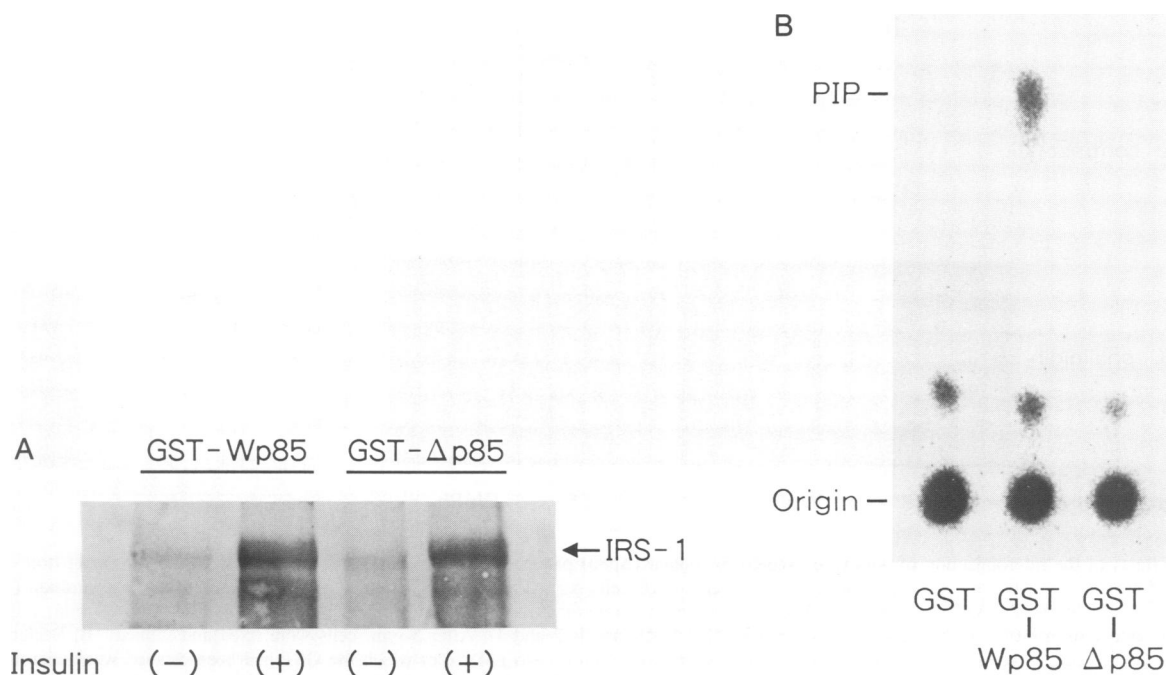 B
PIP –
A
GST-Wp85 GST-Δp85
Origin –
← IRS-1
Insulin (−) (+) (−) (+)
GST GST GST
Wp85 Δp85